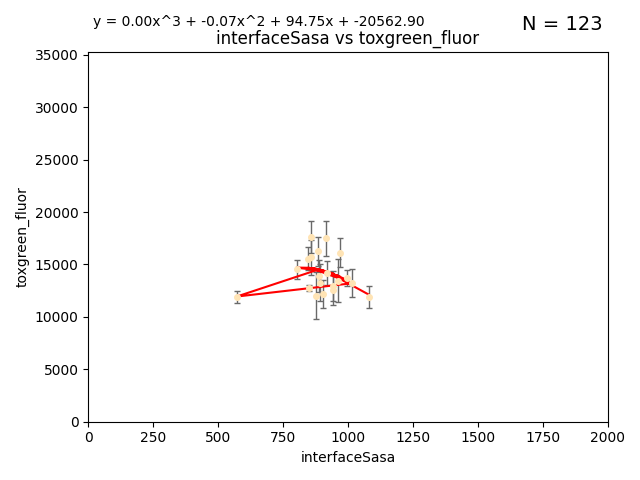 y = 0.00x^3 + -0.07x^2 + 94.75x + -20562.90
N = 123
interfaceSasa vs toxgreen_fluor
35000
30000
25000
20000
15000
10000
5000
0
toxgreen_fluor
0 250 500 750 1000 1250 1500 1750 2000
interfaceSasa